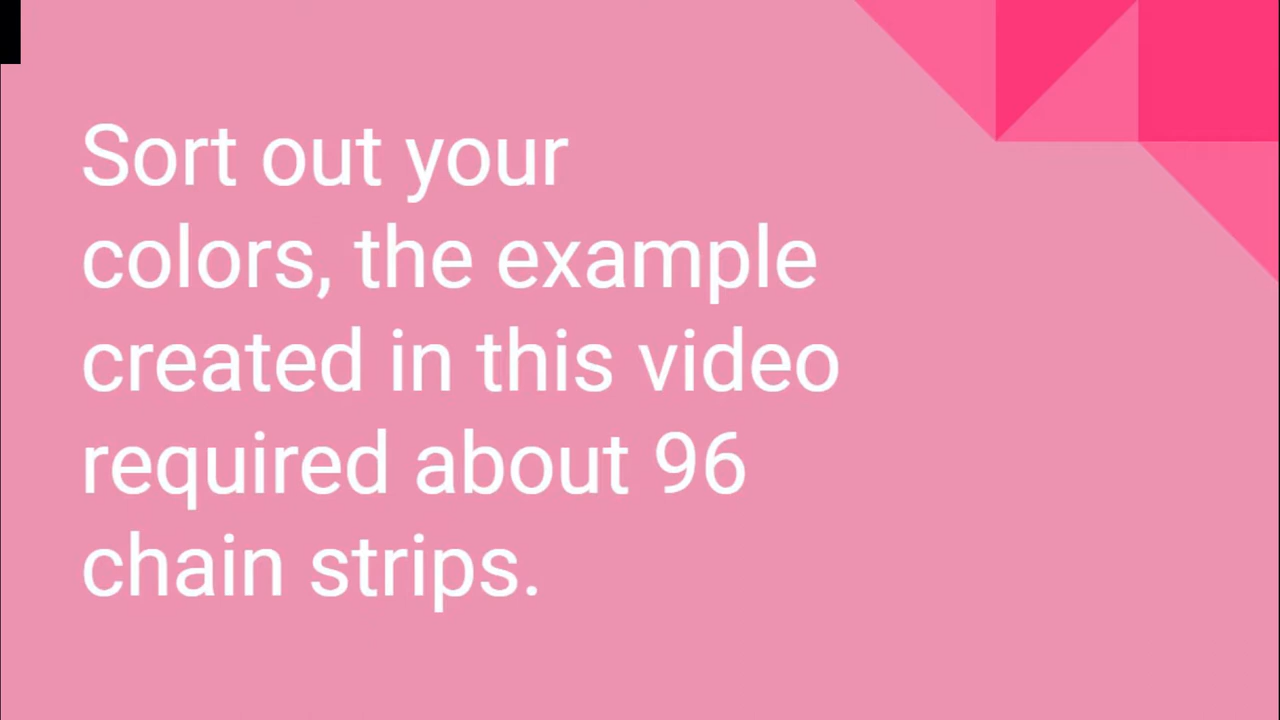 Sort out your
colors, the example
created in this video
required about 96
chain strips.